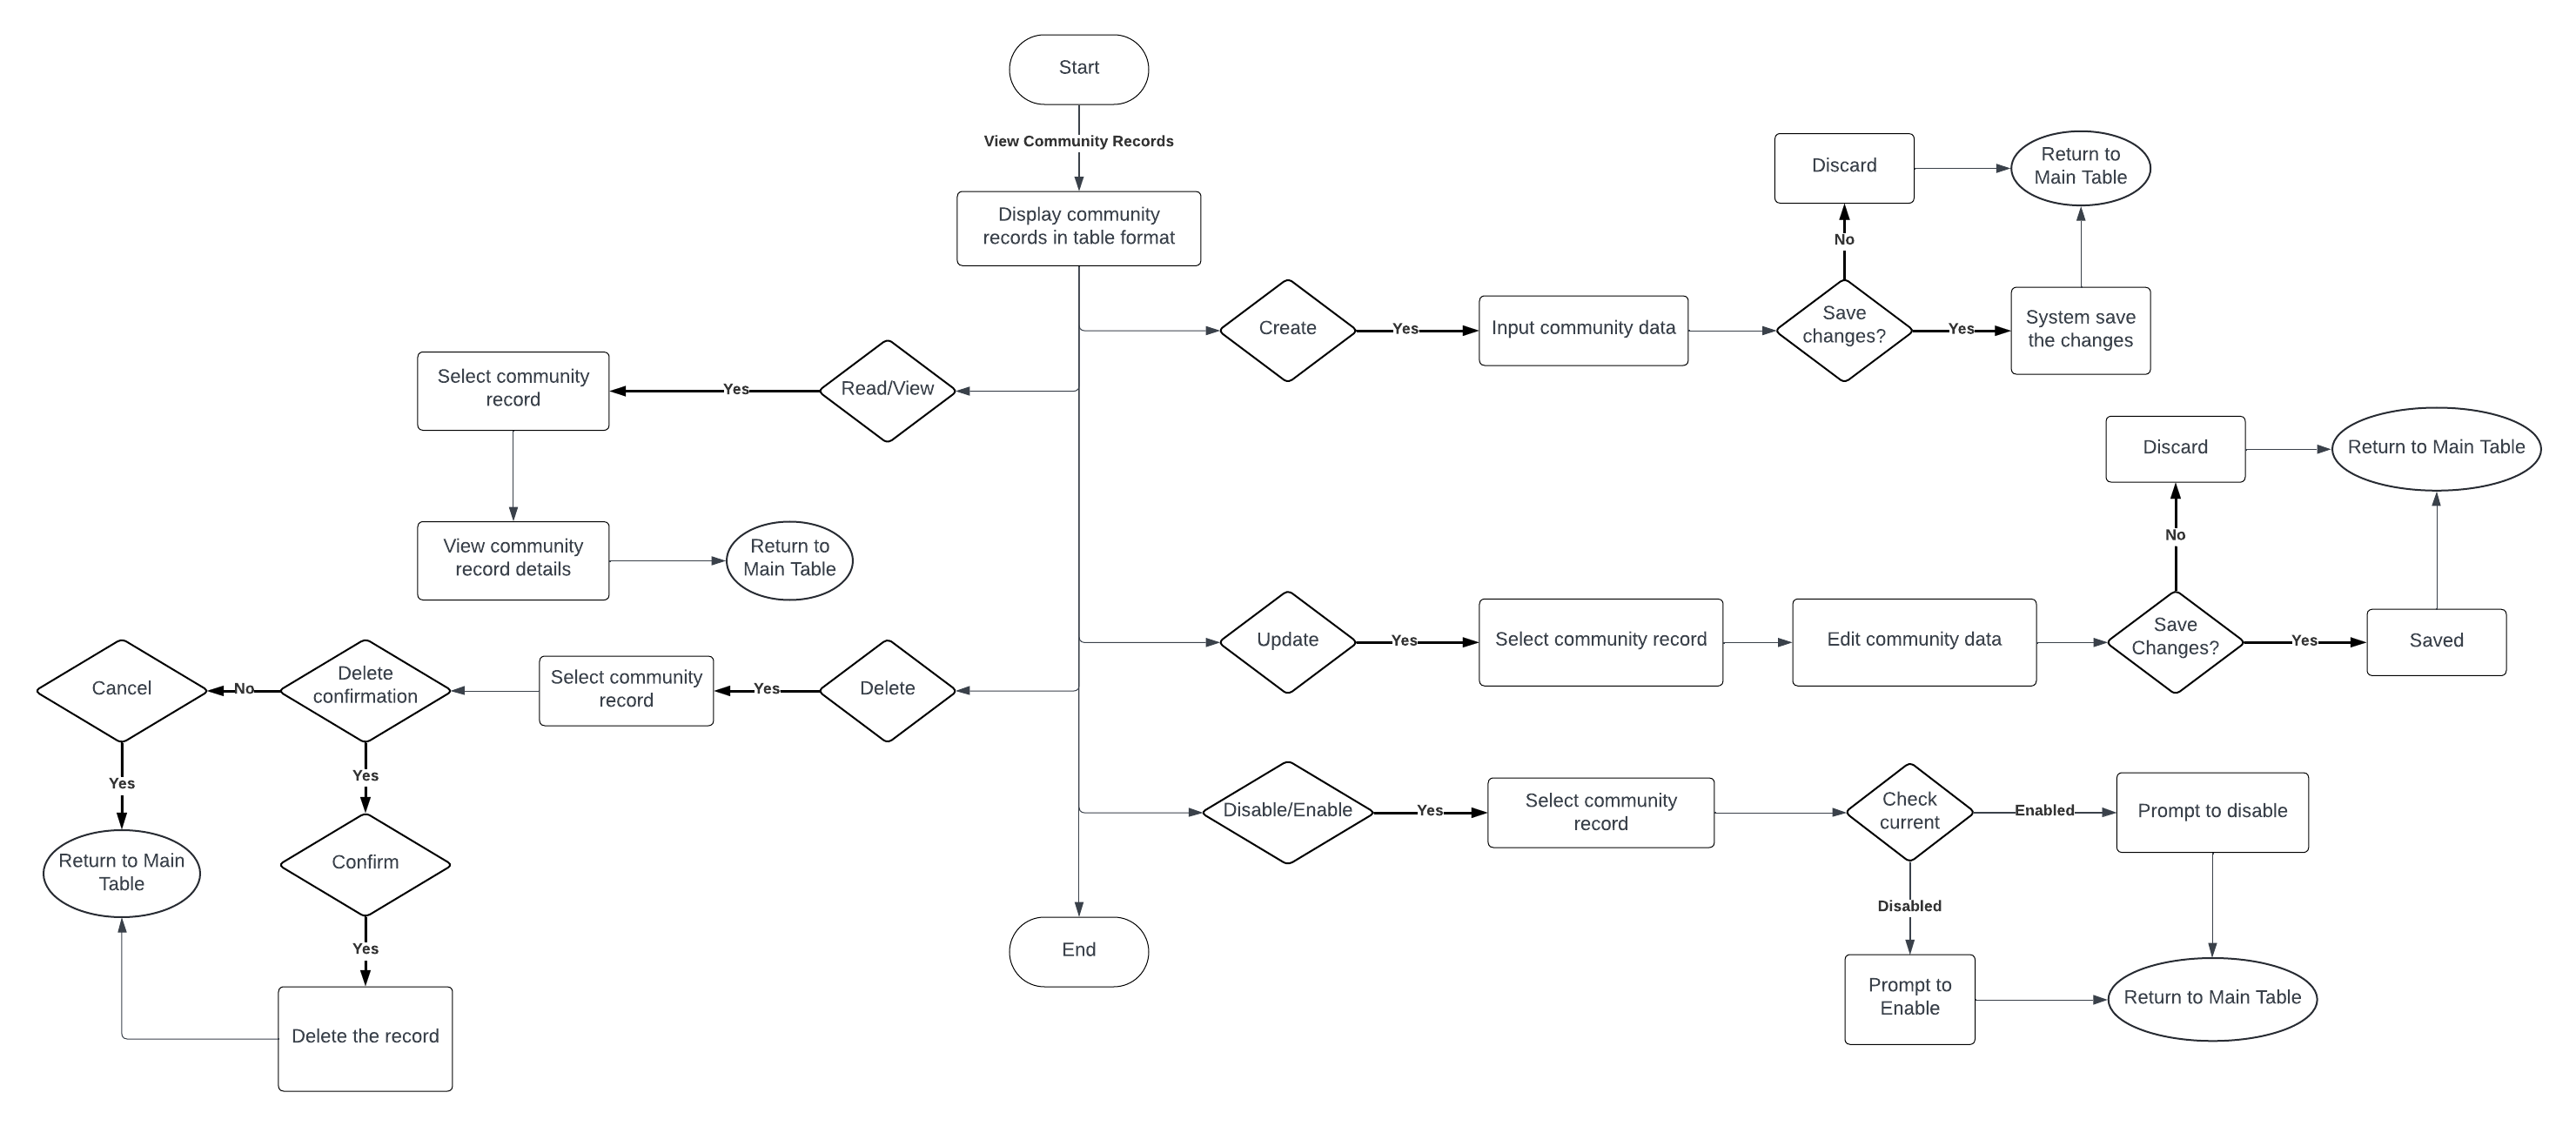 Start
View Community Records
Display community
records in table format
Discard
Return to
Main Table
No
Create
Yes
Input community data
Save
changes?
Yes
System save
the changes
Select community
record
Yes
Read/View
View community
record details
Return to
Main Table
Discard
Return to Main Table
No
Update
Yes
Select community record
Edit community data
Save
Changes?
Yes
Saved
Cancel
No
Delete
confirmation
Select community
record
Yes
Delete
Yes
Yes
Return to Main
Table
Confirm
Yes
Delete the record
Disable/Enable
Yes
Select community
record
Check
current
Enabled
Prompt to disable
Disabled
Prompt to
Enable
Return to Main Table
End